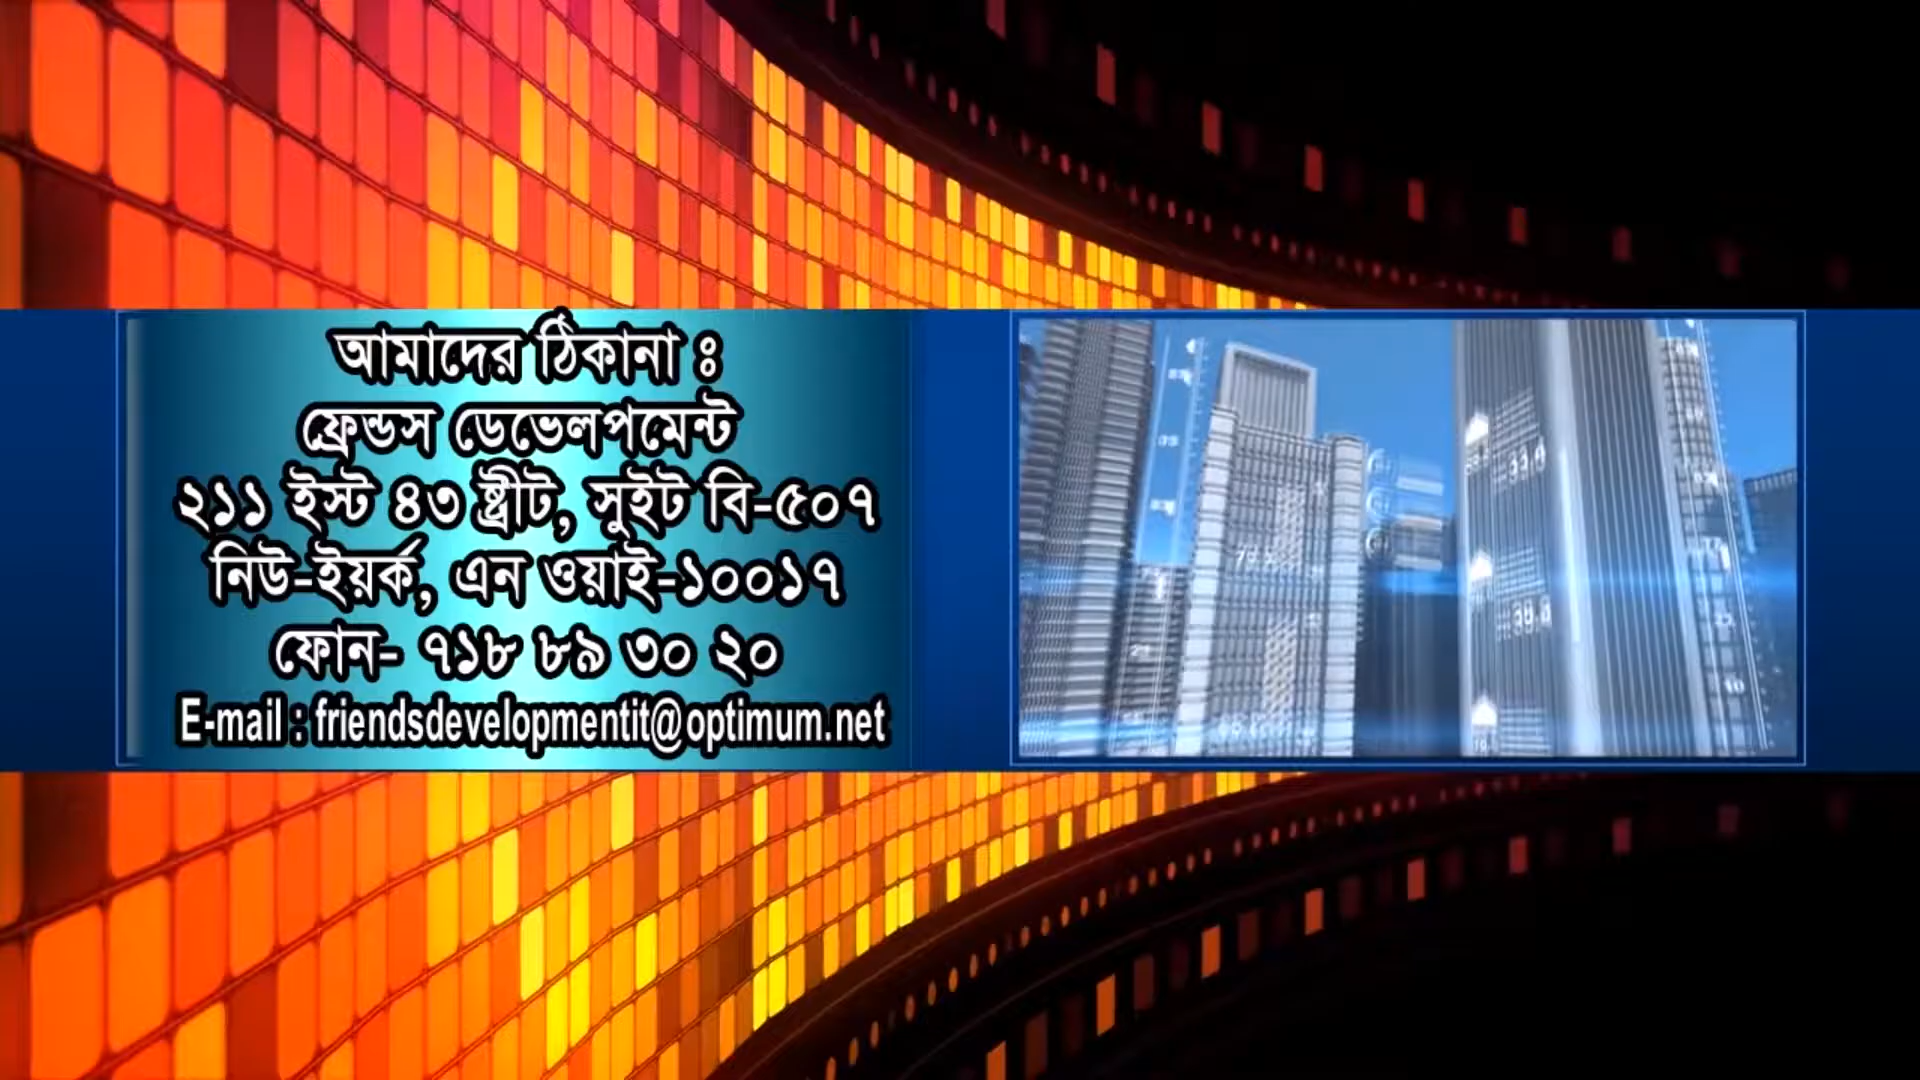 আমাদের ঠিকানা ঃ
ফ্রেন্ডস ডেভেলপমেন্ট
২১১ ইস্ট ৪৩ ষ্ট্রীট, সুইট বি-৫০৭
নিউ-ইয়র্ক, এন ওয়াই-১০০১৭
ফোন- ৭১৮ ৮৯ ৩০ ২০
E-mail : friendsdevelopmentit@optimum.net